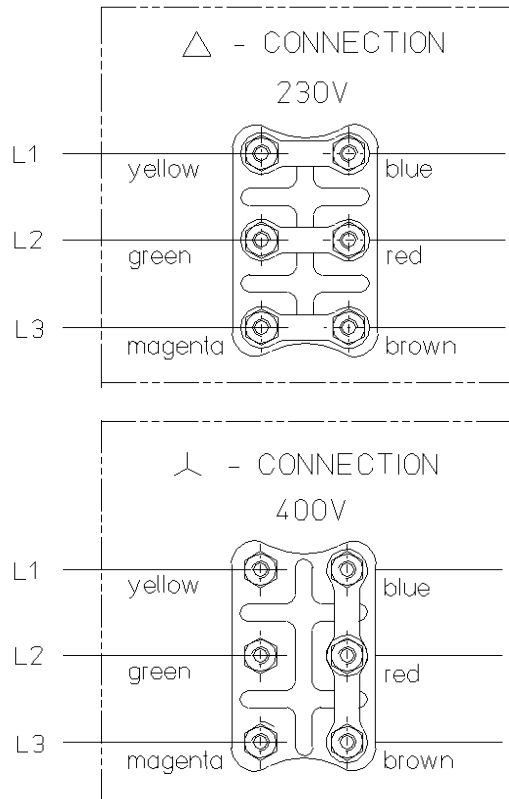 △ - CONNECTION
230V
L1 yellow blue
L2 green red
L3 magenta brown
- CONNECTION
400V
L1 yellow blue
L2 green red
L3 magenta brown